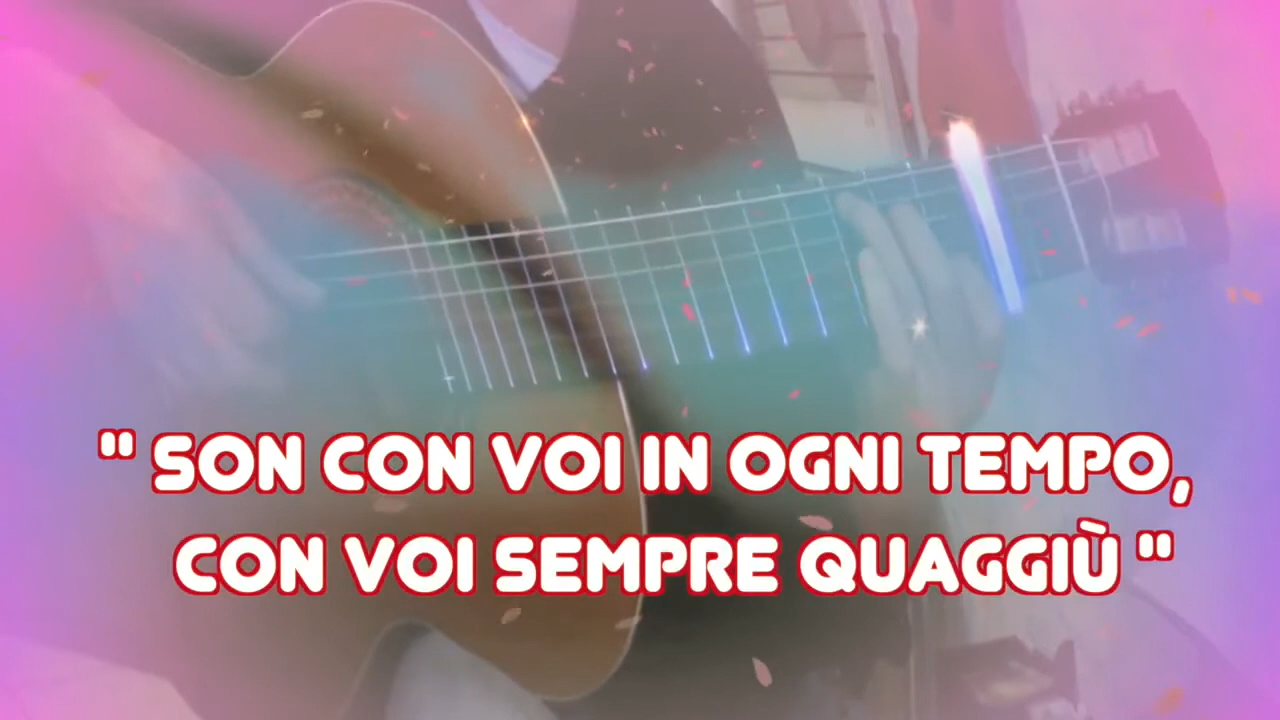 " SON CON VOI IN OGNI TEMPO,
CON VOI SEMPRE QUAGGIÙ "